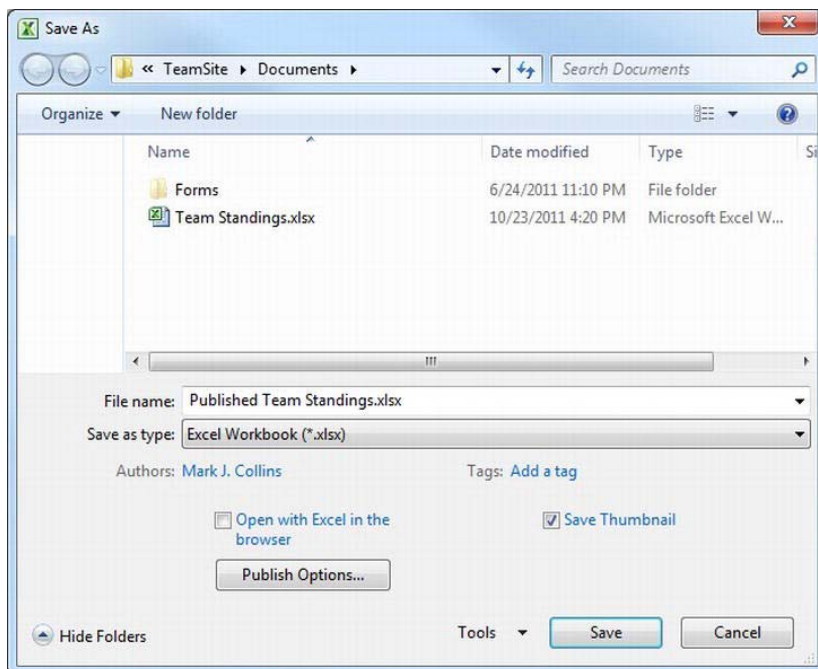 Save As
« TeamSite ▸ Documents ▸ Search Documents
Organize New folder
Name Date modified Type Si
Forms 6/24/2011 11:10 PM File folder
Team Standings.xlsx 10/23/2011 4:20 PM Microsoft Excel W...
File name: Published Team Standings.xlsx
Save as type: Excel Workbook (*.xlsx)
Authors: Mark J. Collins Tags: Add a tag
Open with Excel in the Save Thumbnail
browser
Publish Options...
Hide Folders Tools Save Cancel